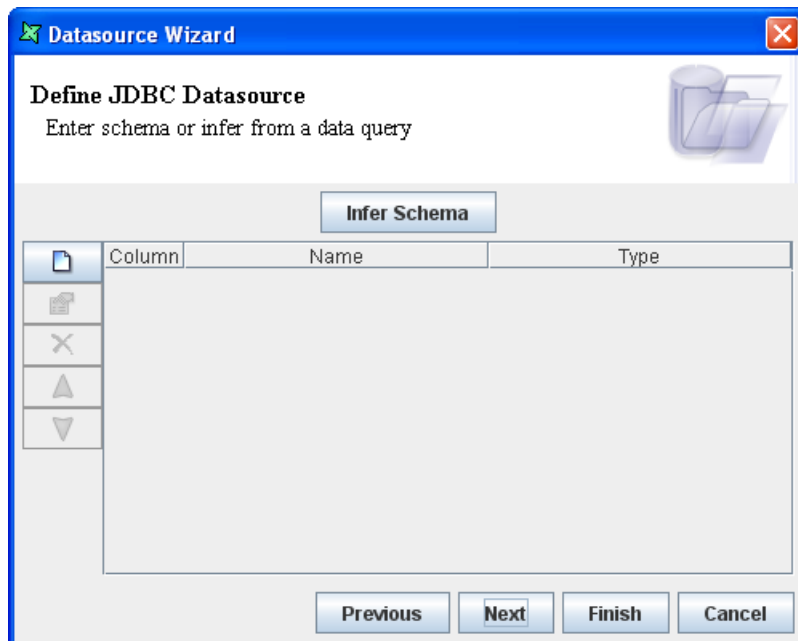 Datasource Wizard
Define JDBC Datasource
Enter schema or infer from a data query
Infer Schema
Column Name Type
Previous Next Finish Cancel